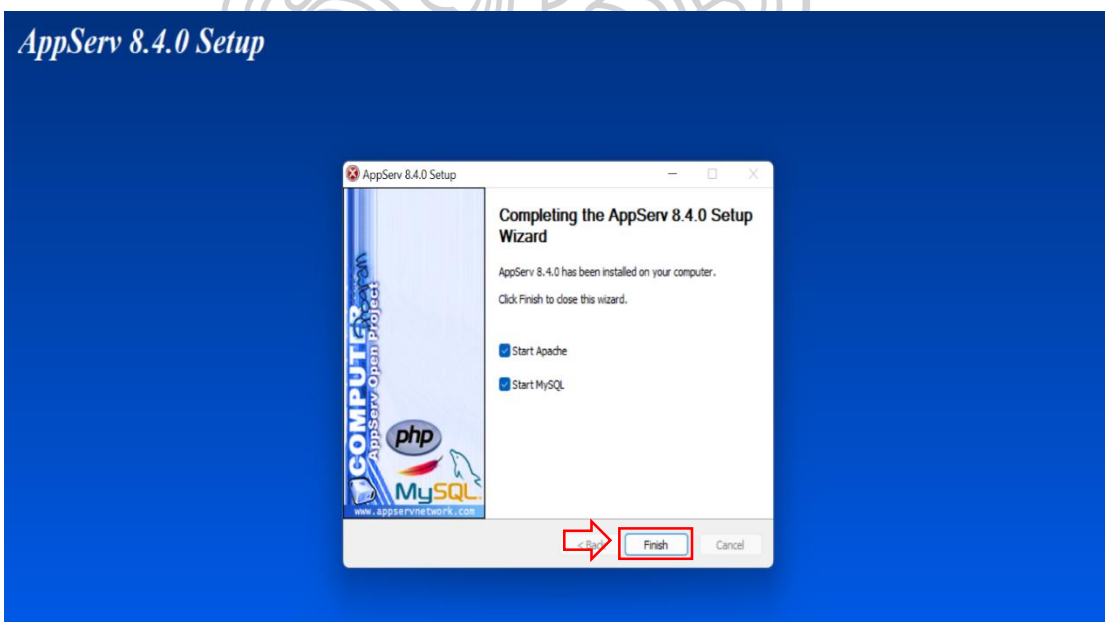 AppServ 8.4.0 Setup
AppServ 8.4.0 Setup
Completing the AppServ 8.4.0 Setup
Wizard
AppServ 8.4.0 has been installed on your computer.
Click Finish to close this wizard.
Start Apache
Start MySQL
COMPUTER
Program
AppServ Open Project
php
MySQL
www.appservnetwork.com
< Back
Finish
Cancel